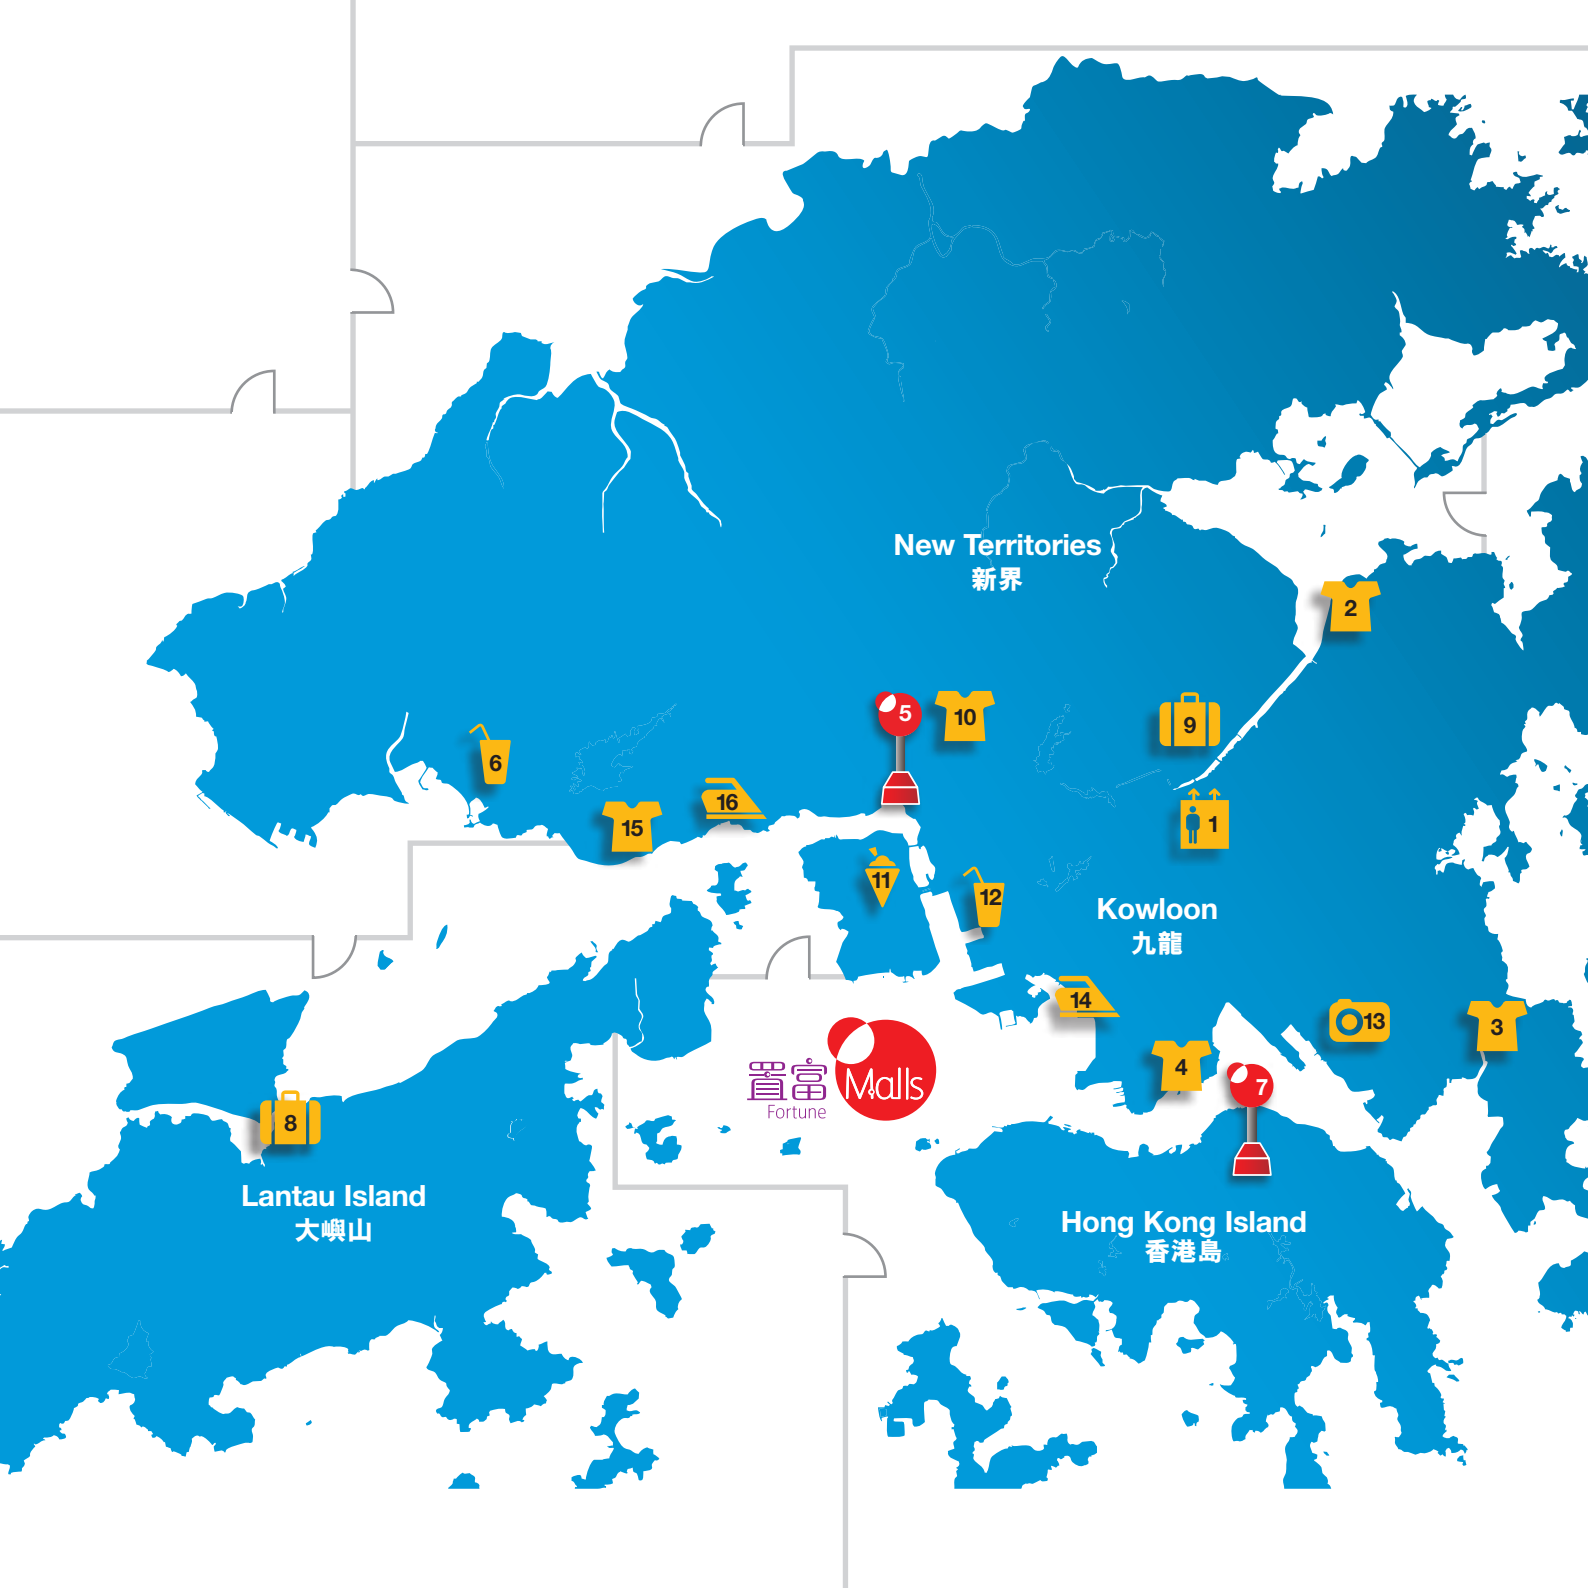 New Territories
新界
2
5
10
9
6
16
15
1
11
12
Kowloon
九龍
14
13
3
4
7
置富
Fortune
Malls
8
Lantau Island
大嶼山
Hong Kong Island
香港島